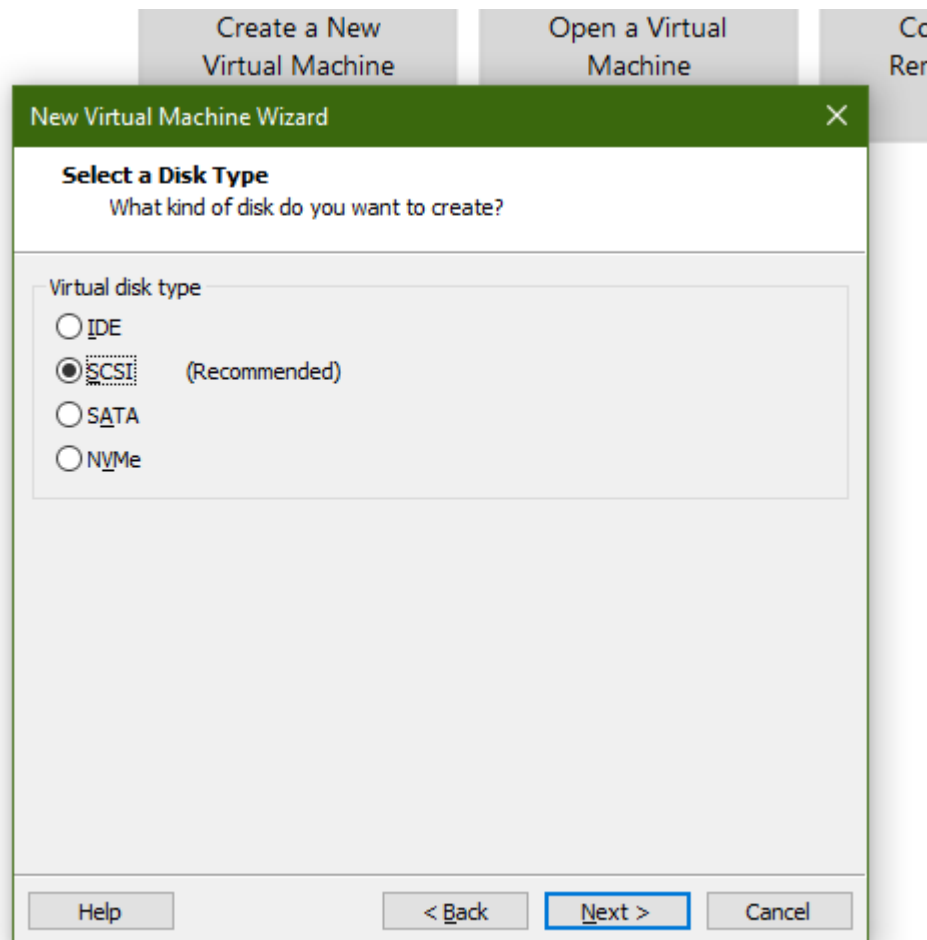 Create a New
Virtual Machine
Open a Virtual
Machine
New Virtual Machine Wizard
Select a Disk Type
What kind of disk do you want to create?
Virtual disk type
IDE
SCSI (Recommended)
SATA
NVMe
Help < Back Next > Cancel